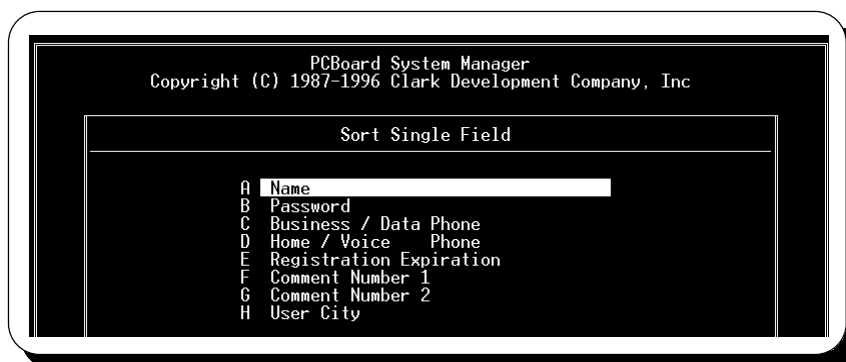 PCBoard System Manager
Copyright (C) 1987-1996 Clark Development Company, Inc
Sort Single Field
A Name
B Password
C Business / Data Phone
D Home / Voice Phone
E Registration Expiration
F Comment Number 1
G Comment Number 2
H User City